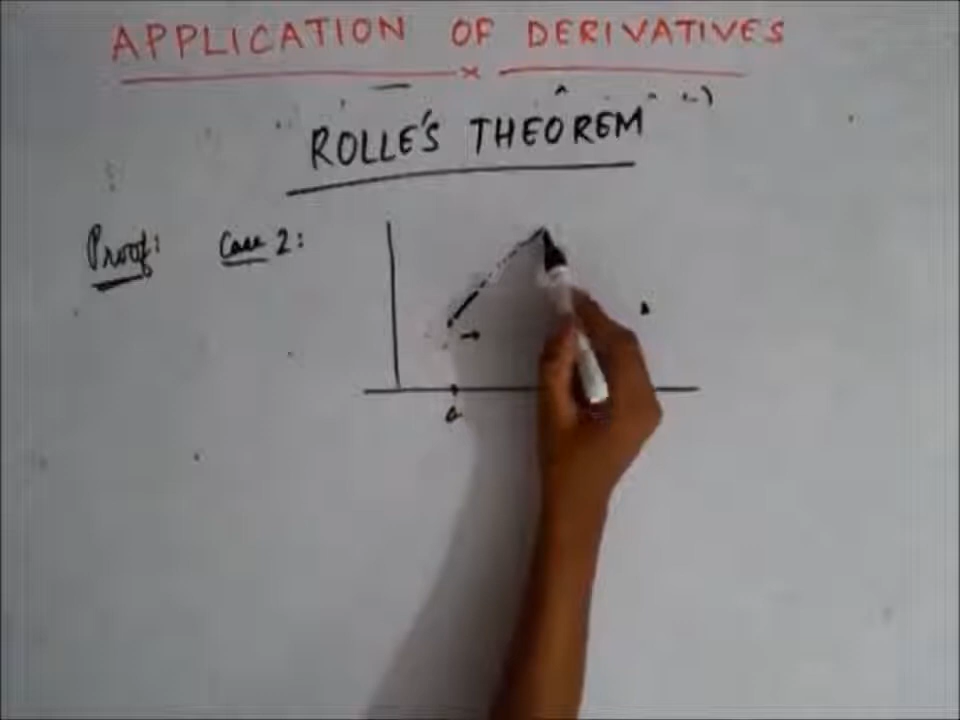 APPLICATION OF DERIVATIVES
ROLLE'S THEOREM
Proof: Case 2:
a